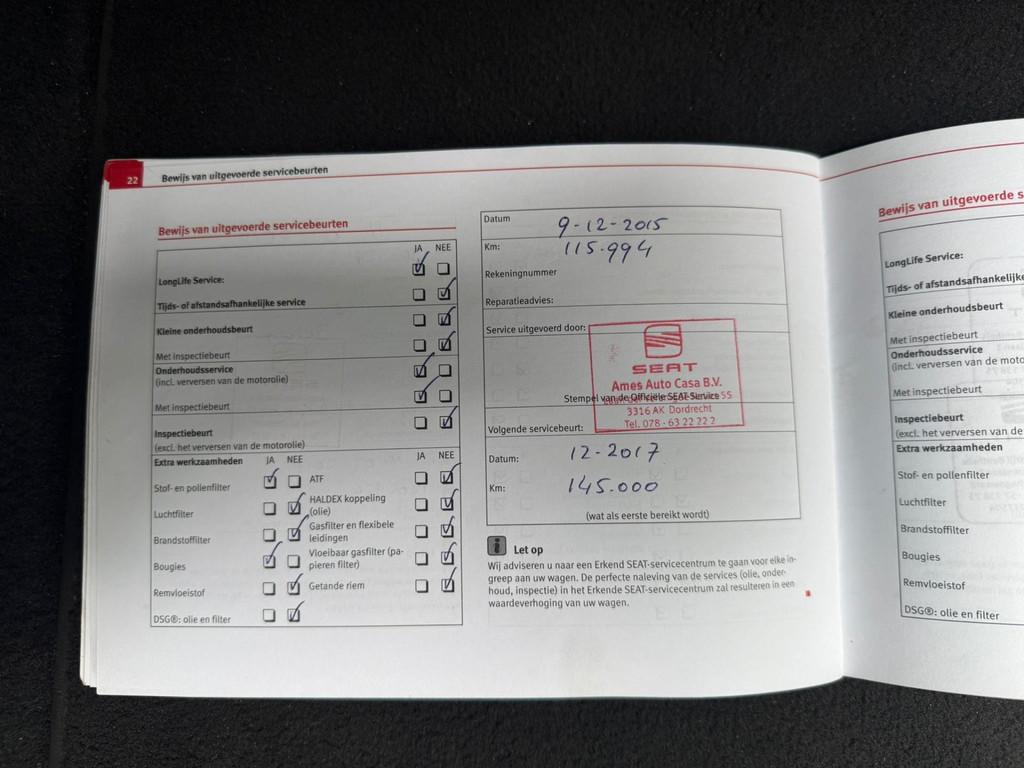 22 Bewijs van uitgevoerde servicebeurten
Bewijs van uitgevoerde servicebeurten
JA NEE
LongLife Service:
Tijds- of afstandsafhankelijke service
Kleine onderhoudsbeurt
Met inspectiebeurt
Onderhoudsservice
(incl. verversen van de motorolie)
Met inspectiebeurt
Inspectiebeurt
(excl. het verversen van de motorolie)
Extra werkzaamheden JA NEE JA NEE
Stof- en pollenfilter
Luchtfilter
Brandstoffilter
Bougies
Remvloeistof
DSG®: olie en filter
ATF
HALDEX koppeling
(olie)
Gasfilter en flexibele
leidingen
Vloeibaar gasfilter (pa-
pieren filter)
Getande riem
Datum 9-12-2015
Km: 115.994
Rekeningnummer
Reparatieadvies:
Service uitgevoerd door:
SEAT
Ames Auto Casa B.V.
Stempel van de Officiële SEAT-Service 55
3316 AK Dordrecht
Tel. 078 - 63 22 22 2
Volgende servicebeurt:
Datum: 12-2017
Km: 145.000
(wat als eerste bereikt wordt)
i Let op
Wij adviseren u naar een Erkend SEAT-servicecentrum te gaan voor elke in-
greep aan uw wagen. De perfecte naleving van de services (olie, onder-
houd, inspectie) in het Erkende SEAT-servicecentrum zal resulteren in een
waardeverhoging van uw wagen.
Bewijs van uitgevoerde s
LongLife Service:
Tijds- of afstandsafhankelijke
Kleine onderhoudsbeurt
Met inspectiebeurt
Onderhoudsservice
(incl. verversen van de moto
Met inspectiebeurt
Inspectiebeurt
(excl. het verversen van de
Extra werkzaamheden
Stof- en pollenfilter
Luchtfilter
Brandstoffilter
Bougies
Remvloeistof
DSG®: olie en filter